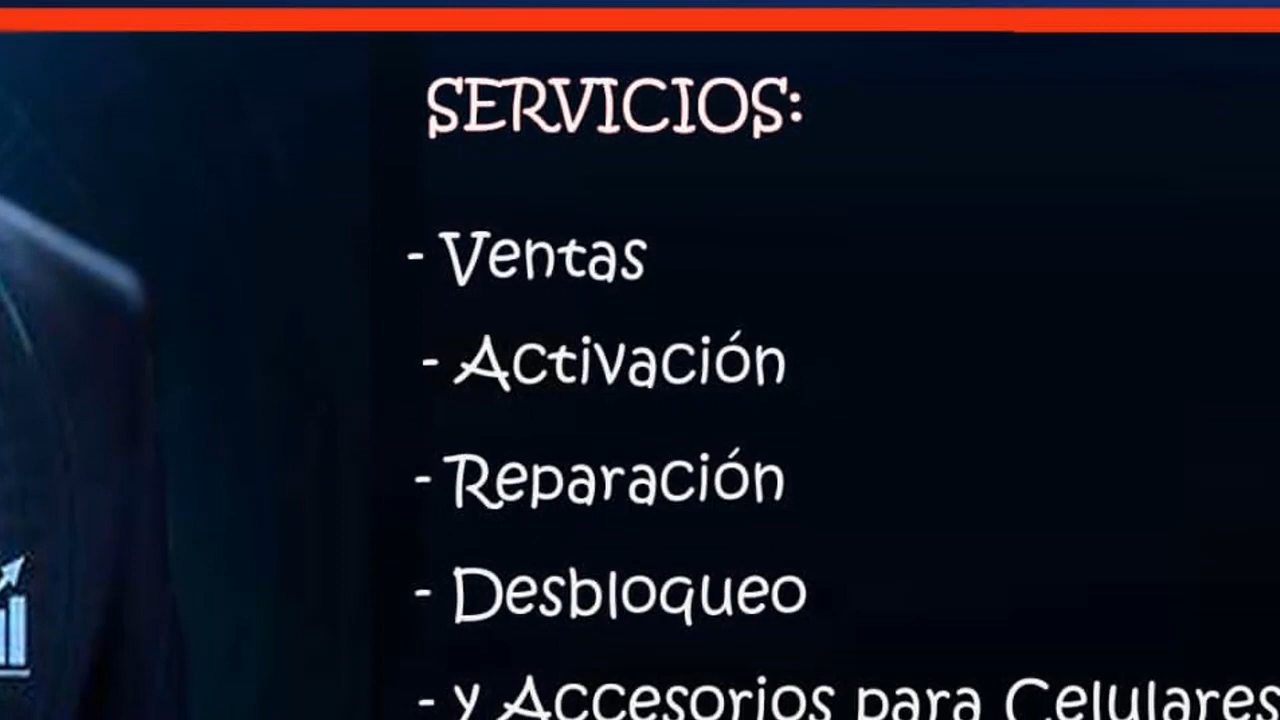 SERVICIOS:
- Ventas
- Activación
- Reparación
- Desbloqueo
- y Accesorios para Celulares